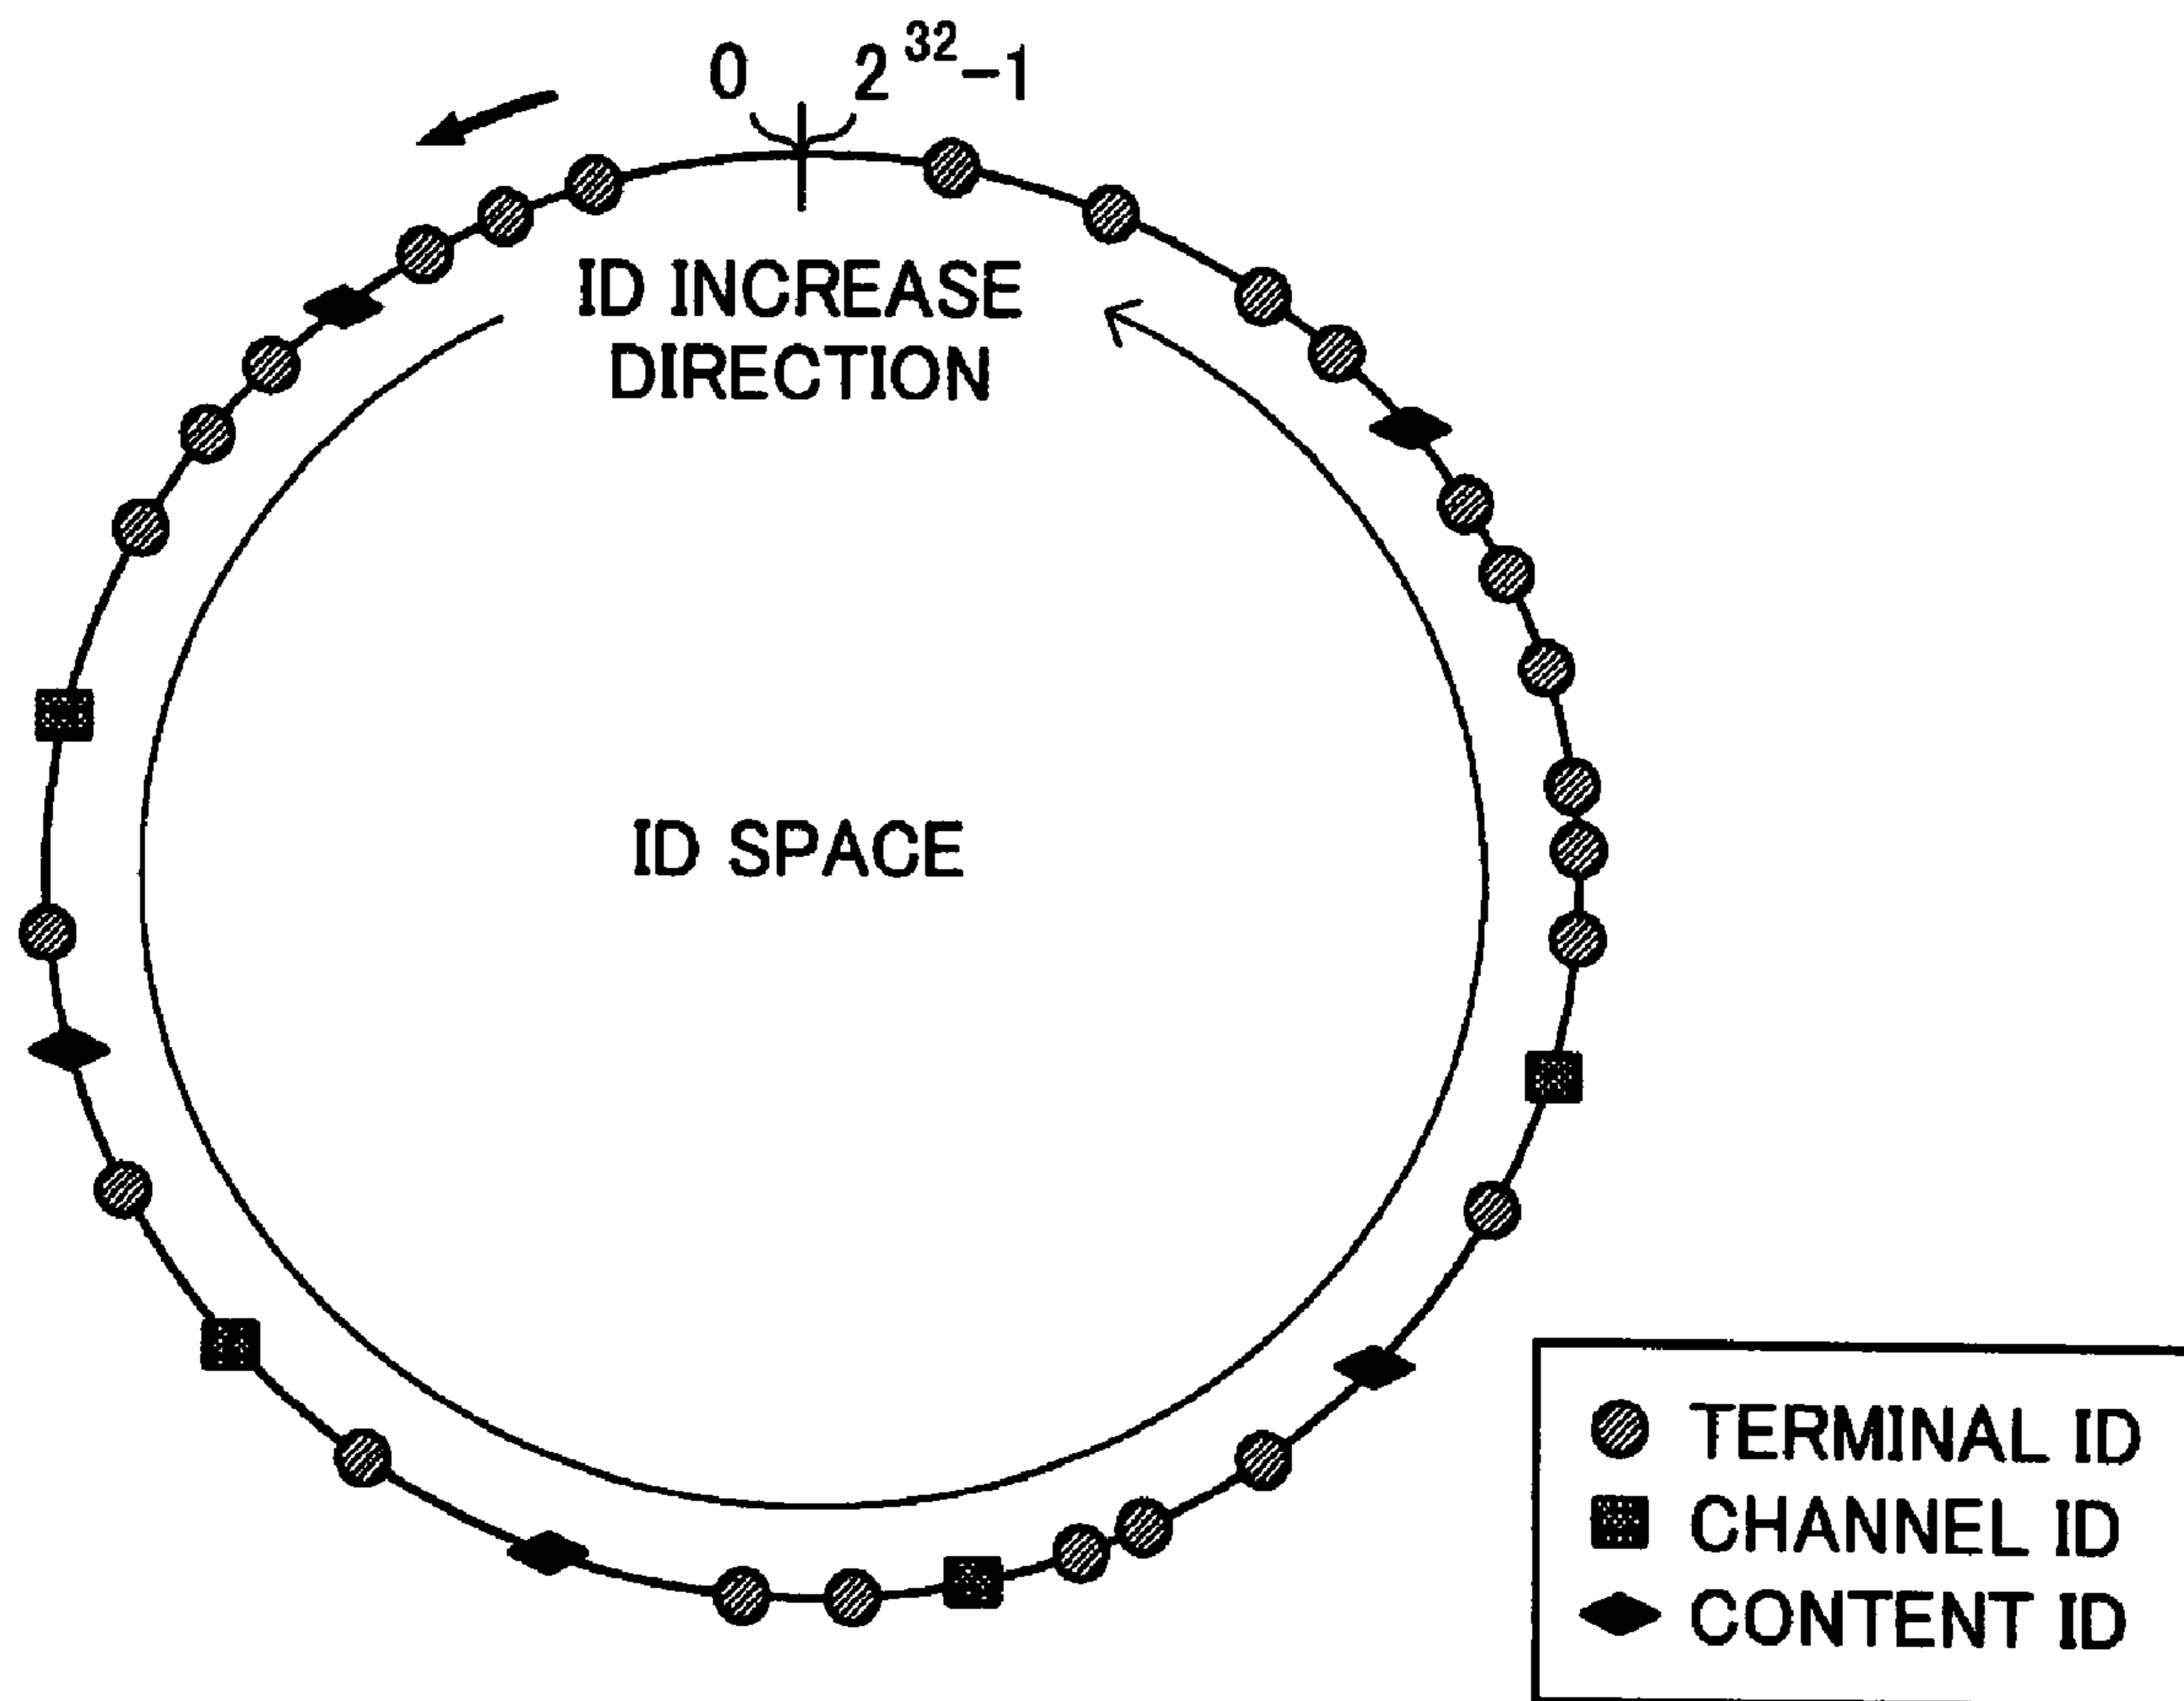 0 2^32-1
ID INCREASE
DIRECTION
ID SPACE
TERMINAL ID
CHANNEL ID
CONTENT ID